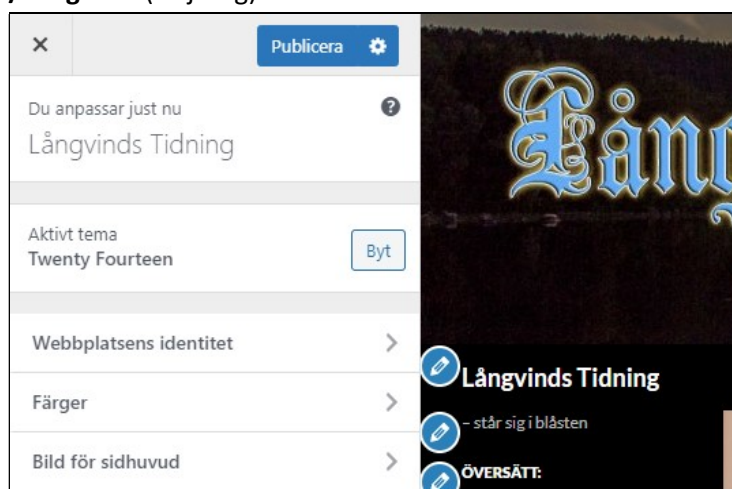 Publicera
Du anpassar just nu
Långvinds Tidning
Aktivt tema
Twenty Fourteen
Byt
Webbplatsens identitet
Färger
Bild för sidhuvud
Lång
Långvinds Tidning
– står sig i blåsten
ÖVERSÄTT: